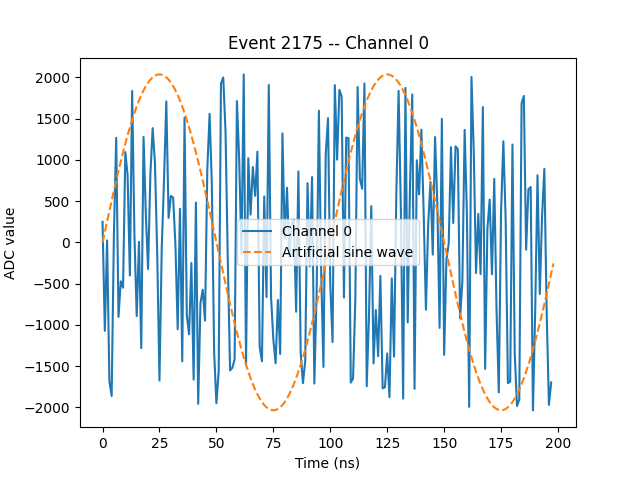 Event 2175 -- Channel 0
ADC value
2000
1500
1000
500
0
−500
−1000
−1500
−2000
Channel 0
Artificial sine wave
0 25 50 75 100 125 150 175 200
Time (ns)